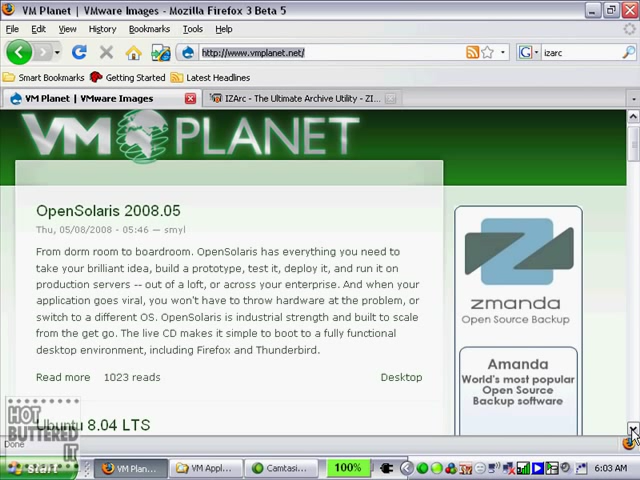 VM Planet | VMware Images - Mozilla Firefox 3 Beta 5
File Edit View History Bookmarks Tools Help
http://www.vmplanet.net/
izarc
Smart Bookmarks Getting Started Latest Headlines
VM Planet | VMware Images
IZArc - The Ultimate Archive Utility - ZI...
VM PLANET
OpenSolaris 2008.05
Thu, 05/08/2008 - 05:46 — smyl
From dorm room to boardroom. OpenSolaris has everything you need to
take your brilliant idea, build a prototype, test it, deploy it, and run it on
production servers -- out of a loft, or across your enterprise. And when your
application goes viral, you won't have to throw hardware at the problem, or
switch to a different OS. OpenSolaris is industrial strength and built to scale
from the get go. The live CD makes it simple to boot to a fully functional
desktop environment, including Firefox and Thunderbird.
Read more 1023 reads Desktop
Ubuntu 8.04 LTS
zmanda
Open Source Backup
Amanda
World's most popular
Open Source
Backup software
HOT
BUTTERED
IT
Done
Start
VM Plan...
VM Appl...
Camtasi...
100%
6:03 AM